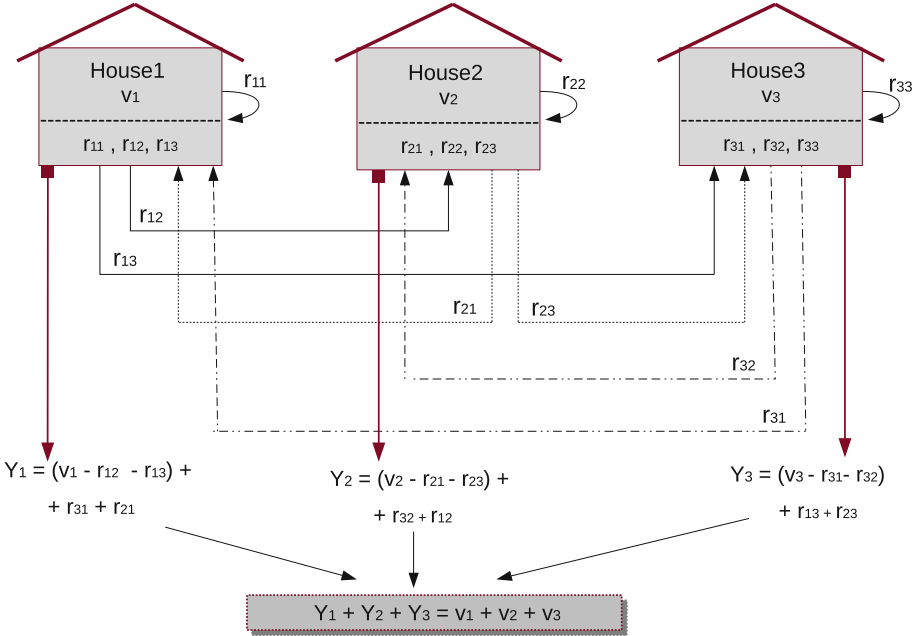 House1
v1
r11
r11 , r12, r13
House2
v2
r22
r21 , r22, r23
House3
v3
r33
r31 , r32, r33
r12
r13
r21
r23
r32
r31
Y1 = (v1 - r12 - r13) +
+ r31 + r21
Y2 = (v2 - r21 - r23) +
+ r32 + r12
Y3 = (v3 - r31- r32)
+ r13 + r23
Y1 + Y2 + Y3 = v1 + v2 + v3